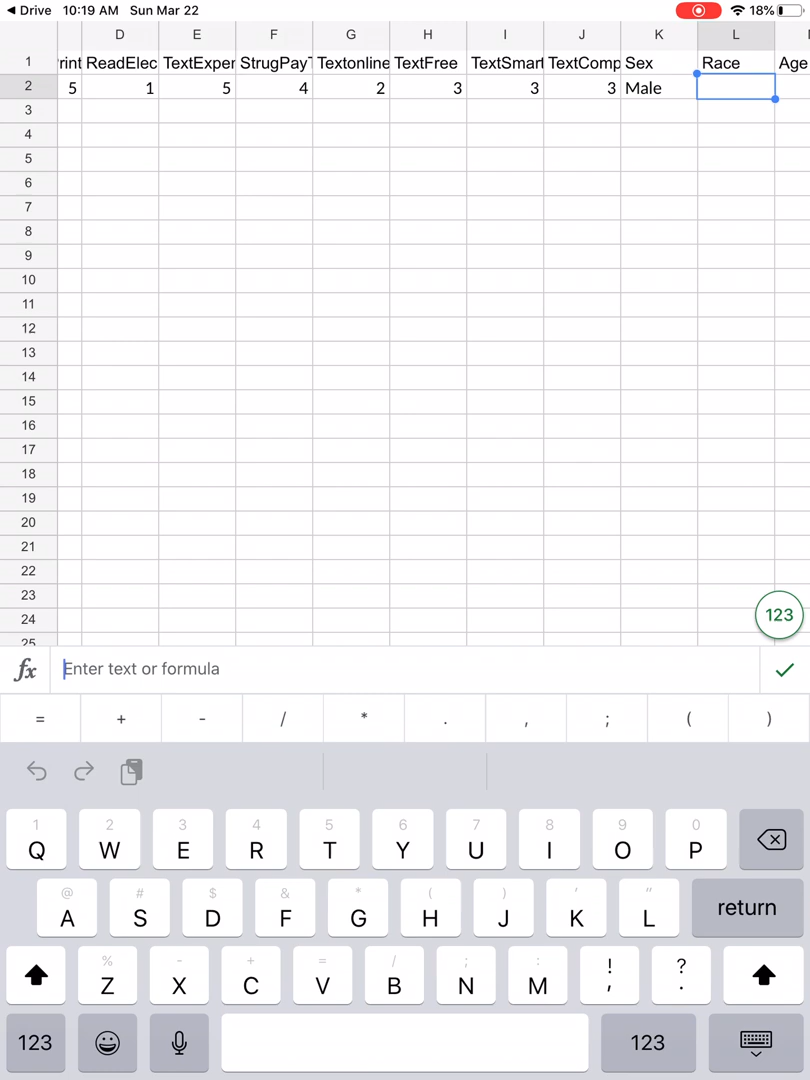 ◀ Drive 10:19 AM Sun Mar 22 18%
D E F G H I J K L
1 rint ReadElec TextExper StrugPayT Textonline TextFree TextSmart TextComp Sex Race Age
2 5 1 5 4 2 3 3 3 Male
3
4
5
6
7
8
9
10
11
12
13
14
15
16
17
18
19
20
21
22
23
24
25
123
fx Enter text or formula
= + - / * . , ; ( )
1 2 3 4 5 6 7 8 9 0
Q W E R T Y U I O P
@ # $ & * ( ) ' "
A S D F G H J K L return
% - + = / ; : ! ?
Z X C V B N M , .
123 123